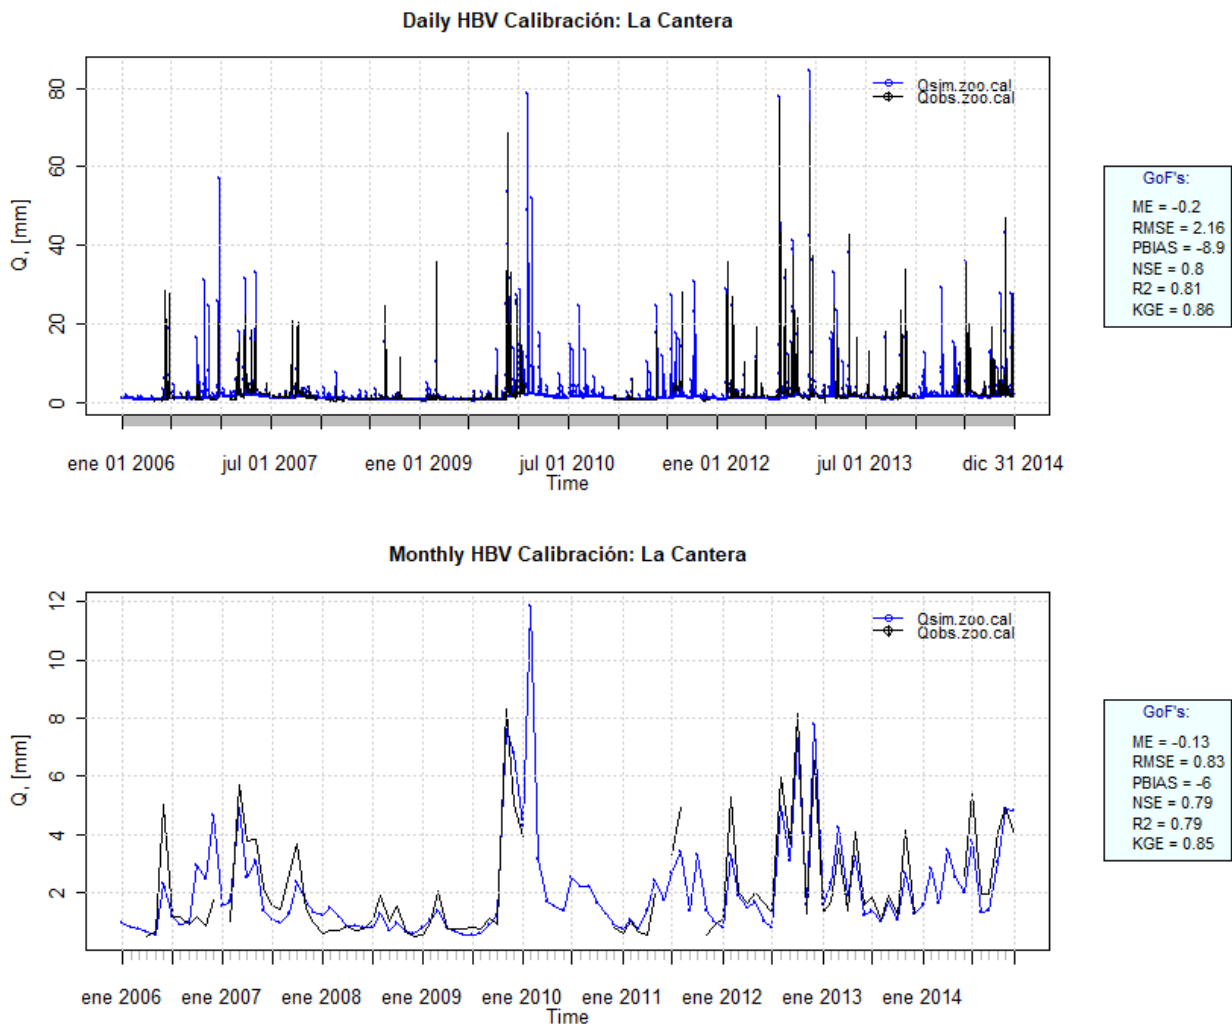 Daily HBV Calibración: La Cantera
Q, [mm]
80
60
40
20
0
Qsim.zoo.cal
Qobs.zoo.cal
ene 01 2006
jul 01 2007
ene 01 2009
jul 01 2010
ene 01 2012
jul 01 2013
dic 31 2014
Time
GoF's:
ME = -0.2
RMSE = 2.16
PBIAS = -8.9
NSE = 0.8
R2 = 0.81
KGE = 0.86
Monthly HBV Calibración: La Cantera
Q, [mm]
12
10
8
6
4
2
Qsim.zoo.cal
Qobs.zoo.cal
ene 2006
ene 2007
ene 2008
ene 2009
ene 2010
ene 2011
ene 2012
ene 2013
ene 2014
Time
GoF's:
ME = -0.13
RMSE = 0.83
PBIAS = -6
NSE = 0.79
R2 = 0.79
KGE = 0.85